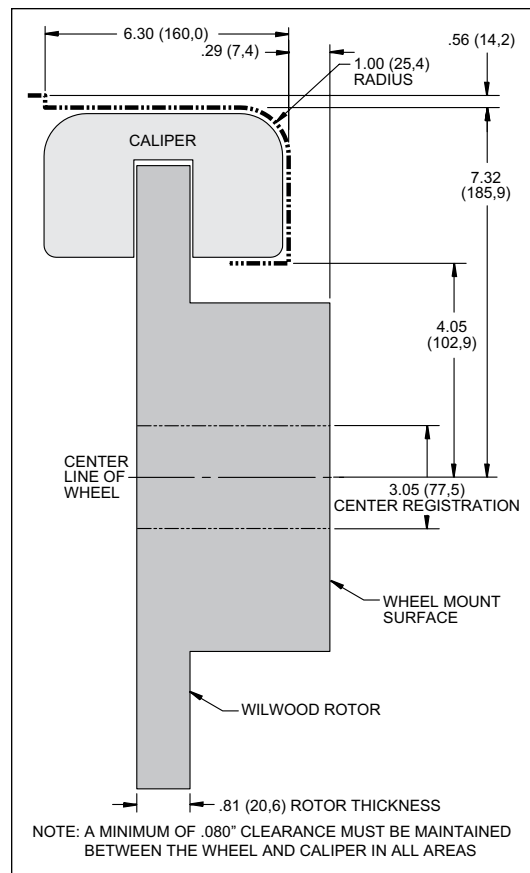 6.30 (160,0)
.29 (7,4)
.56 (14,2)
1.00 (25,4)
RADIUS
CALIPER
7.32
(185,9)
4.05
(102,9)
CENTER
LINE OF
WHEEL
3.05 (77,5)
CENTER REGISTRATION
WHEEL MOUNT
SURFACE
WILWOOD ROTOR
.81 (20,6) ROTOR THICKNESS
NOTE: A MINIMUM OF .080" CLEARANCE MUST BE MAINTAINED
BETWEEN THE WHEEL AND CALIPER IN ALL AREAS